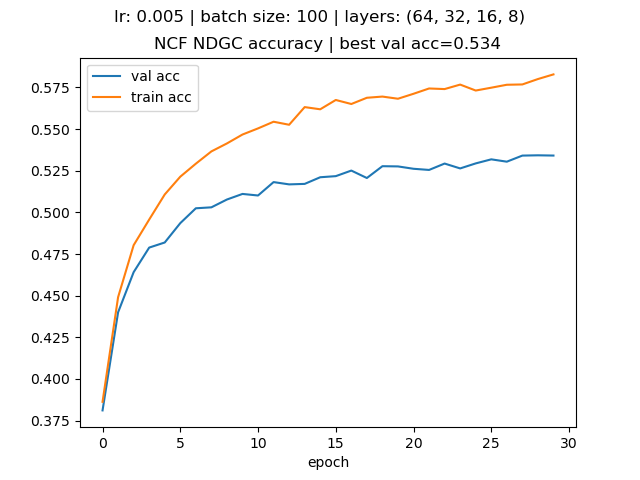 lr: 0.005 | batch size: 100 | layers: (64, 32, 16, 8)
NCF NDGC accuracy | best val acc=0.534
val acc
train acc
0.575
0.550
0.525
0.500
0.475
0.450
0.425
0.400
0.375
0 5 10 15 20 25 30
epoch